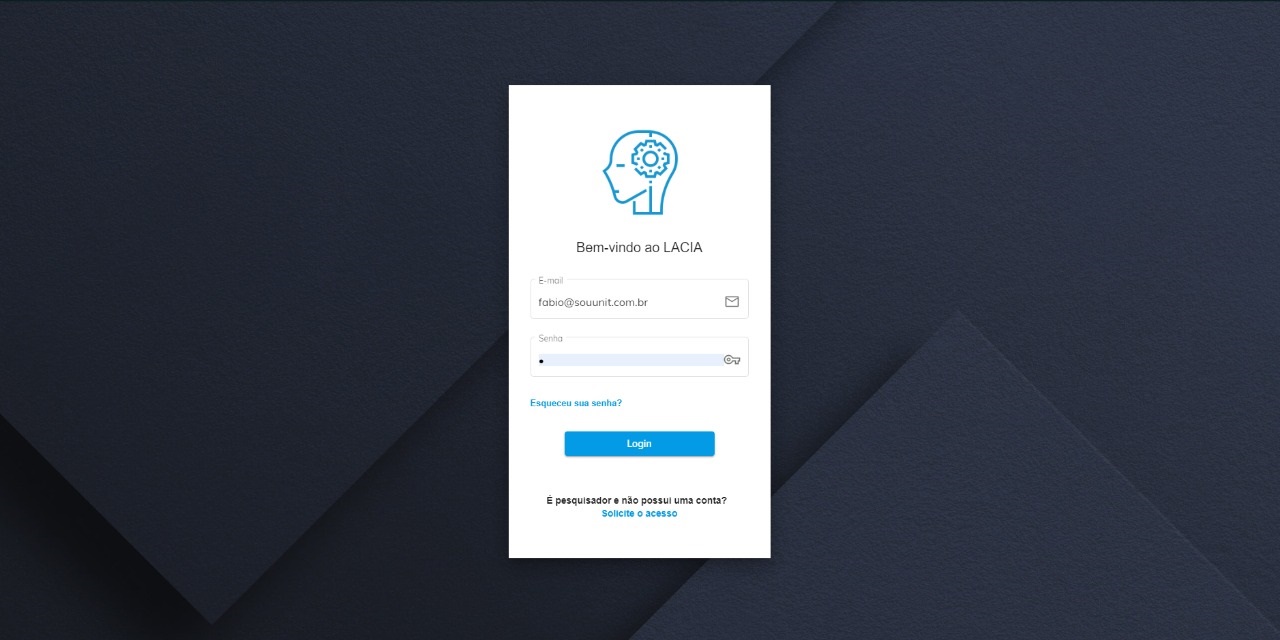 Bem-vindo ao LACIA
E-mail
fabio@souunit.com.br
Senha
Esqueceu sua senha?
Login
É pesquisador e não possui uma conta?
Solicite o acesso